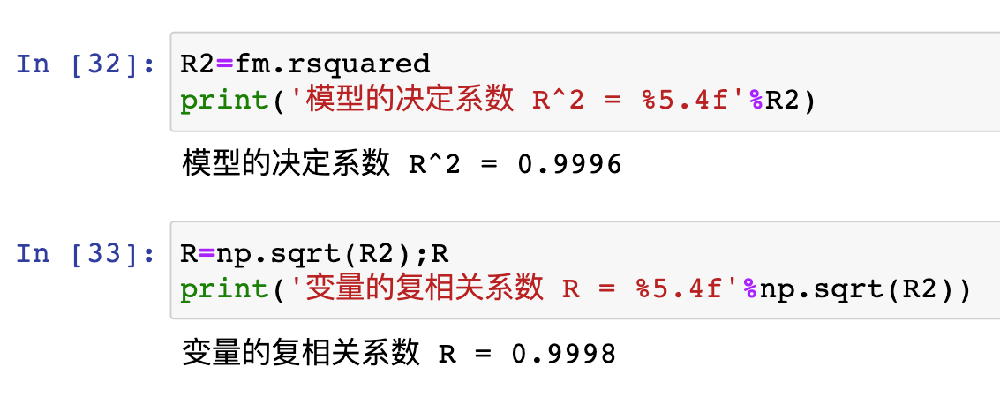 In [32]: R2=fm.rsquared
print('模型的决定系数 R^2 = %5.4f'%R2)
模型的决定系数 R^2 = 0.9996
In [33]: R=np.sqrt(R2);R
print('变量的复相关系数 R = %5.4f'%np.sqrt(R2))
变量的复相关系数 R = 0.9998